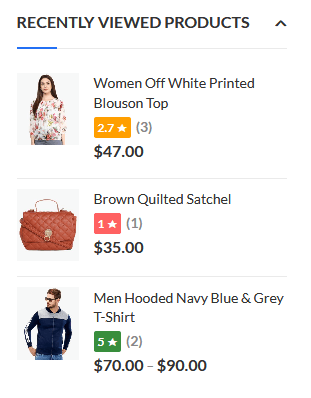 RECENTLY VIEWED PRODUCTS
Women Off White Printed
Blouson Top
2.7 ★ (3)
$47.00
Brown Quilted Satchel
1 ★ (1)
$35.00
Men Hooded Navy Blue & Grey
T-Shirt
5 ★ (2)
$70.00 – $90.00